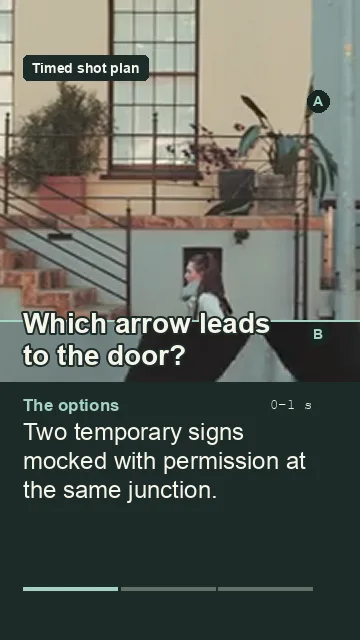 Timed shot plan
A
Which arrow leads
to the door?
B
The options
0–1 s
Two temporary signs
mocked with permission at
the same junction.